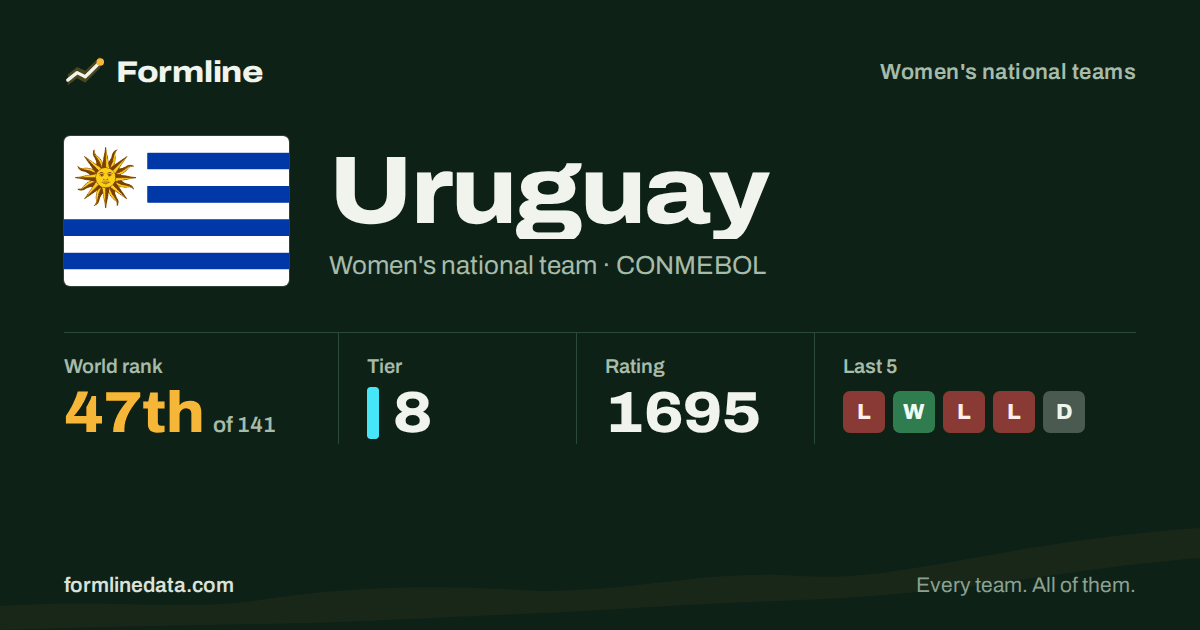 Formline
Women's national teams
Uruguay
Women's national team · CONMEBOL
World rank
47th of 141
Tier
8
Rating
1695
Last 5
L W L L D
formlinedata.com
Every team. All of them.